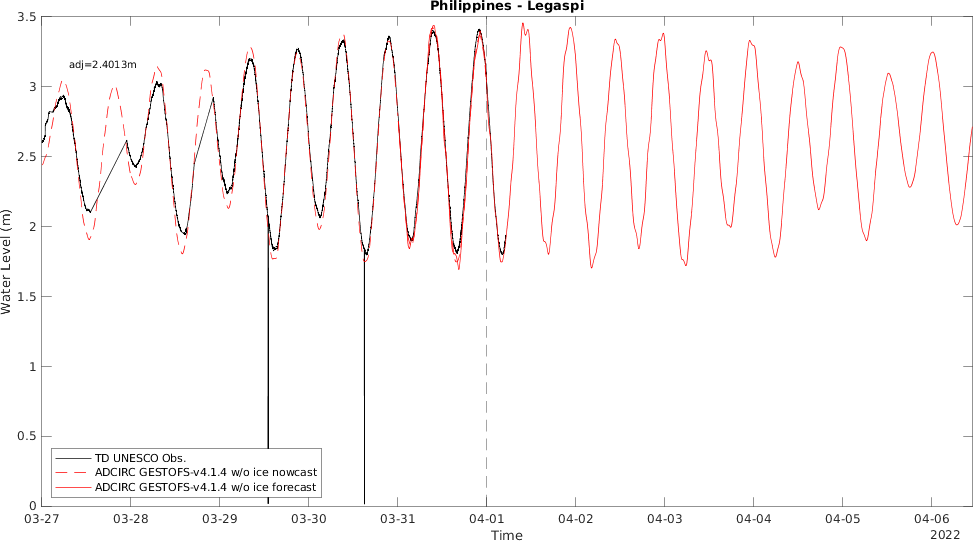 Philippines - Legaspi
adj=2.4013m
3.5
3
2.5
2
1.5
1
0.5
0
Water Level (m)
TD UNESCO Obs.
ADCIRC GESTOFS-v4.1.4 w/o ice nowcast
ADCIRC GESTOFS-v4.1.4 w/o ice forecast
03-27 03-28 03-29 03-30 03-31 04-01 04-02 04-03 04-04 04-05 04-06
Time
2022